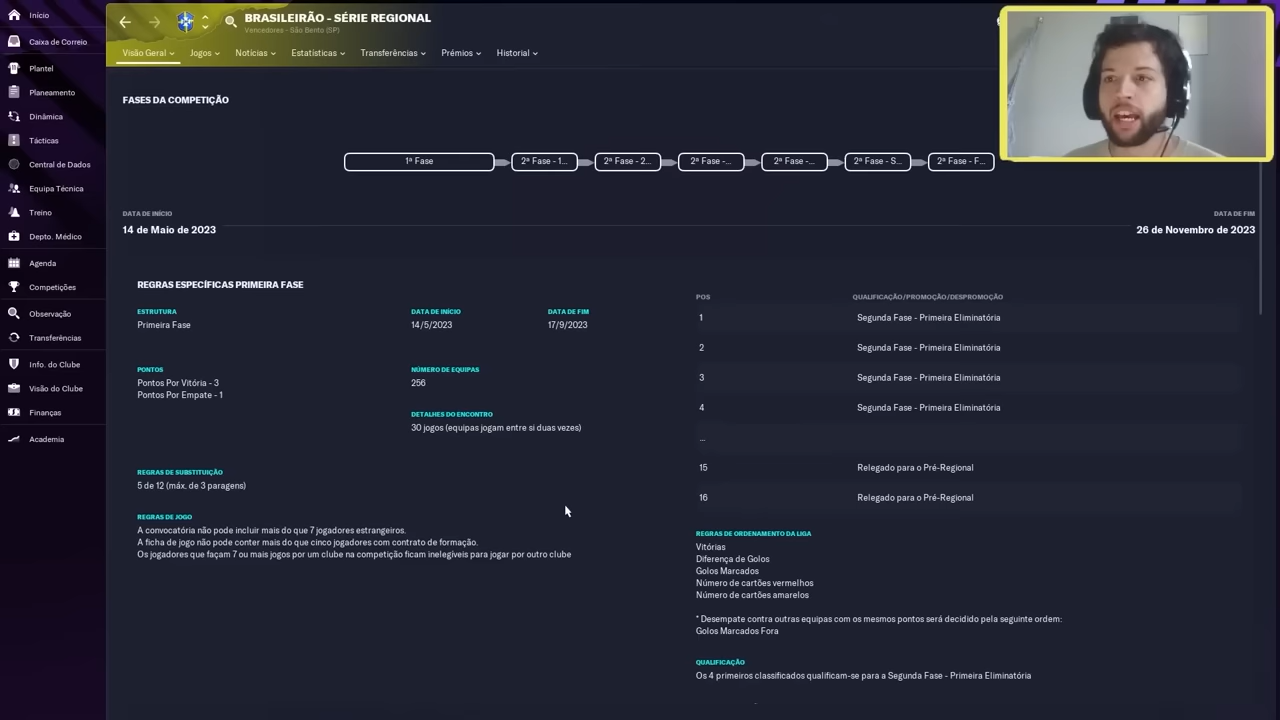 Início
Caixa de Correio
Plantel
Planeamento
Dinâmica
Tácticas
Central de Dados
Equipa Técnica
Treino
Depto. Médico
Agenda
Competições
Observação
Transferências
Info. do Clube
Visão do Clube
Finanças
Academia
BRASILEIRÃO - SÉRIE REGIONAL
Vencedores - São Bento (SP)
Visão Geral Jogos Notícias Estatísticas Transferências Prémios Historial
FASES DA COMPETIÇÃO
1ª Fase 2ª Fase - 1... 2ª Fase - 2... 2ª Fase -... 2ª Fase -... 2ª Fase - S... 2ª Fase - F...
DATA DE INÍCIO DATA DE FIM
14 de Maio de 2023 26 de Novembro de 2023
REGRAS ESPECÍFICAS PRIMEIRA FASE
ESTRUTURA DATA DE INÍCIO DATA DE FIM
Primeira Fase 14/5/2023 17/9/2023
PONTOS NÚMERO DE EQUIPAS
Pontos Por Vitória - 3 256
Pontos Por Empate - 1
DETALHES DO ENCONTRO
30 jogos (equipas jogam entre si duas vezes)
REGRAS DE SUBSTITUIÇÃO
5 de 12 (máx. de 3 paragens)
REGRAS DE JOGO
A convocatória não pode incluir mais do que 7 jogadores estrangeiros.
A ficha de jogo não pode conter mais do que cinco jogadores com contrato de formação.
Os jogadores que façam 7 ou mais jogos por um clube na competição ficam inelegíveis para jogar por outro clube
POS QUALIFICAÇÃO/PROMOÇÃO/DESPROMOÇÃO
1 Segunda Fase - Primeira Eliminatória
2 Segunda Fase - Primeira Eliminatória
3 Segunda Fase - Primeira Eliminatória
4 Segunda Fase - Primeira Eliminatória
...
15 Relegado para o Pré-Regional
16 Relegado para o Pré-Regional
REGRAS DE ORDENAMENTO DA LIGA
Vitórias
Diferença de Golos
Golos Marcados
Número de cartões vermelhos
Número de cartões amarelos
* Desempate contra outras equipas com os mesmos pontos será decidido pela seguinte ordem:
Golos Marcados Fora
QUALIFICAÇÃO
Os 4 primeiros classificados qualificam-se para a Segunda Fase - Primeira Eliminatória